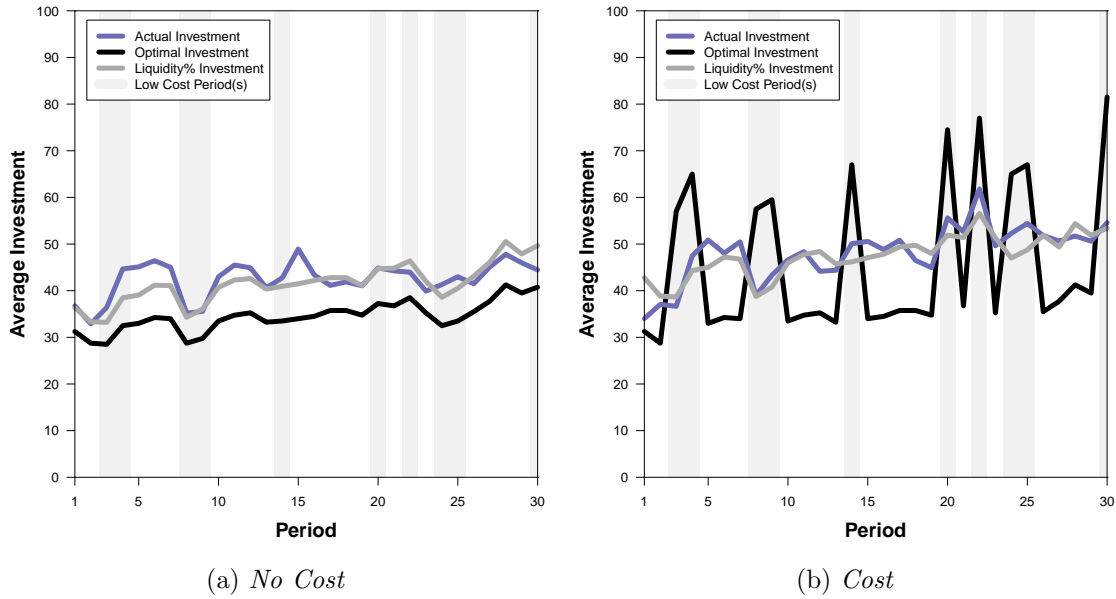 Actual Investment
Optimal Investment
Liquidity% Investment
Low Cost Period(s)
100
90
80
70
60
50
40
30
20
10
0
Average Investment
1 5 10 15 20 25 30
Period
(a) No Cost
Actual Investment
Optimal Investment
Liquidity% Investment
Low Cost Period(s)
100
90
80
70
60
50
40
30
20
10
0
Average Investment
1 5 10 15 20 25 30
Period
(b) Cost